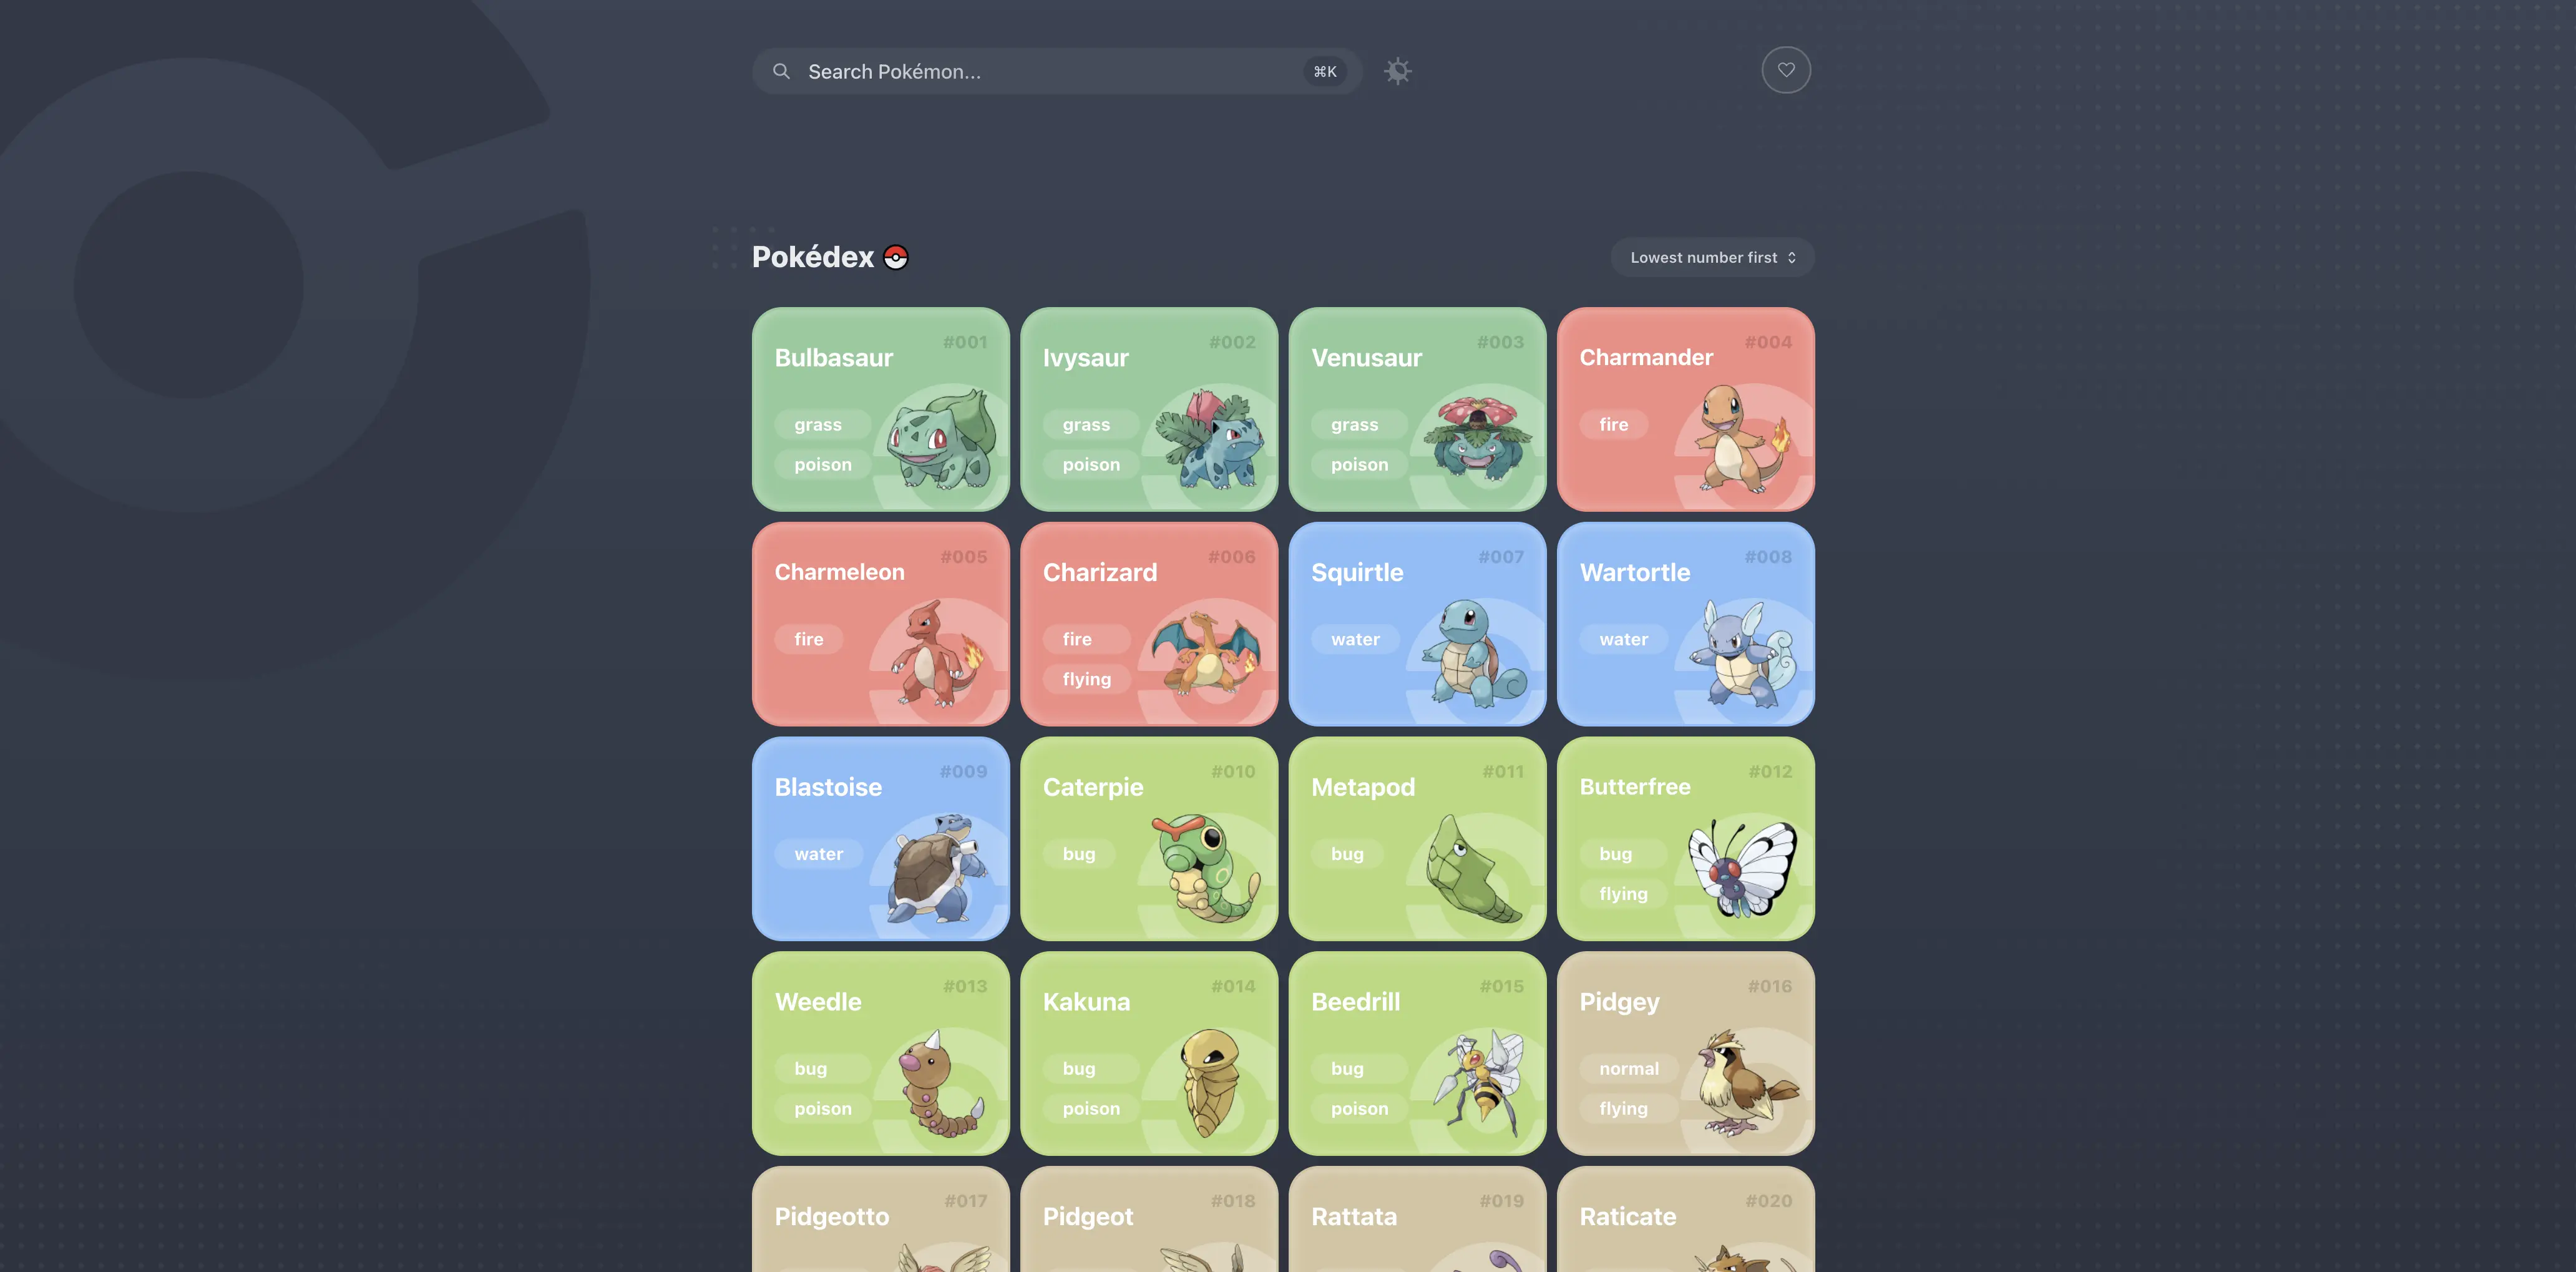 Search Pokémon...
⌘K
Pokédex
Lowest number first
#001
Bulbasaur
grass
poison
#002
Ivysaur
grass
poison
#003
Venusaur
grass
poison
#004
Charmander
fire
#005
Charmeleon
fire
#006
Charizard
fire
flying
#007
Squirtle
water
#008
Wartortle
water
#009
Blastoise
water
#010
Caterpie
bug
#011
Metapod
bug
#012
Butterfree
bug
flying
#013
Weedle
bug
poison
#014
Kakuna
bug
poison
#015
Beedrill
bug
poison
#016
Pidgey
normal
flying
#017
Pidgeotto
#018
Pidgeot
#019
Rattata
#020
Raticate